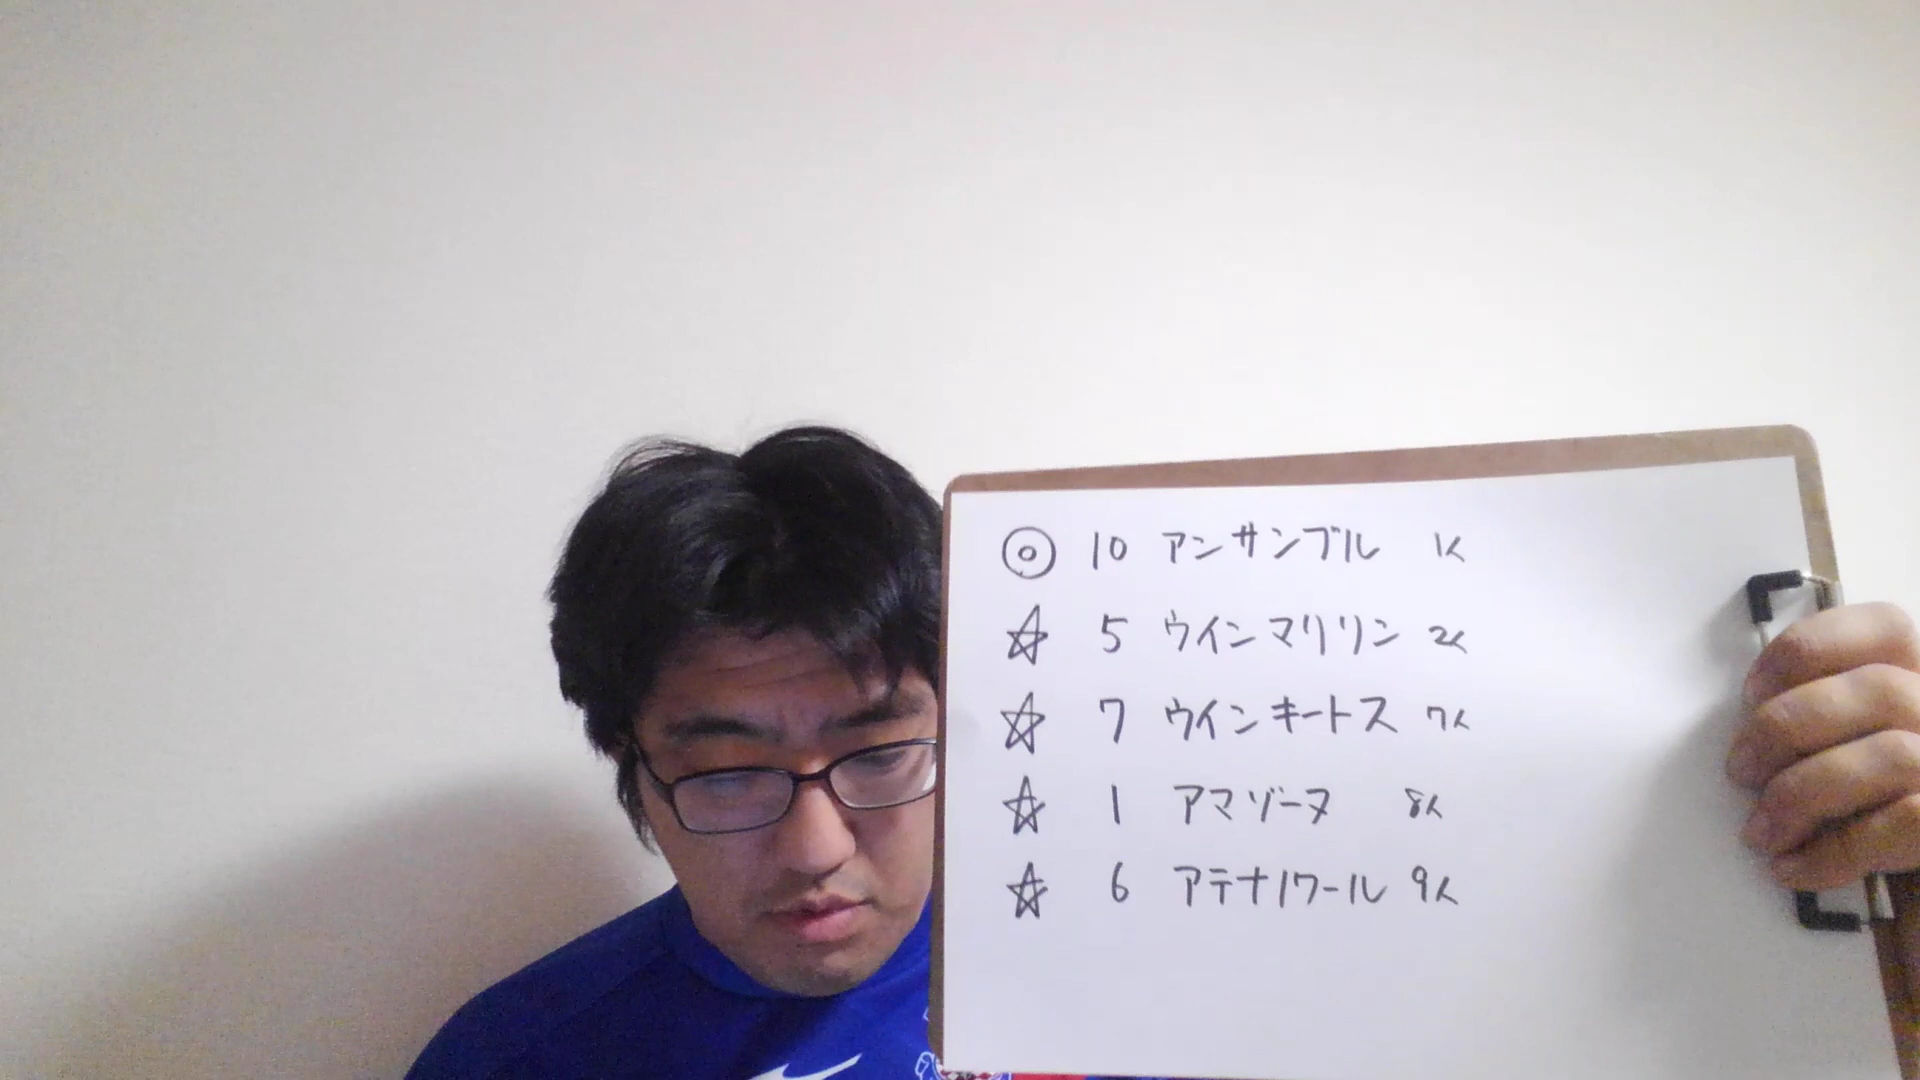 ◎ 10 アンサンブル 1人
☆ 5 ウインマリリン 2人
☆ 7 ウインキートス 7人
☆ 1 アマゾーヌ 8人
☆ 6 アテナノワール 9人